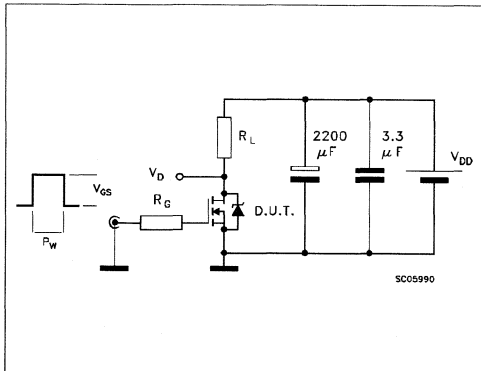 R_L
2200
μF
3.3
μF
V_DD
V_D
V_GS
R_G
D.U.T.
P_W
SC05990